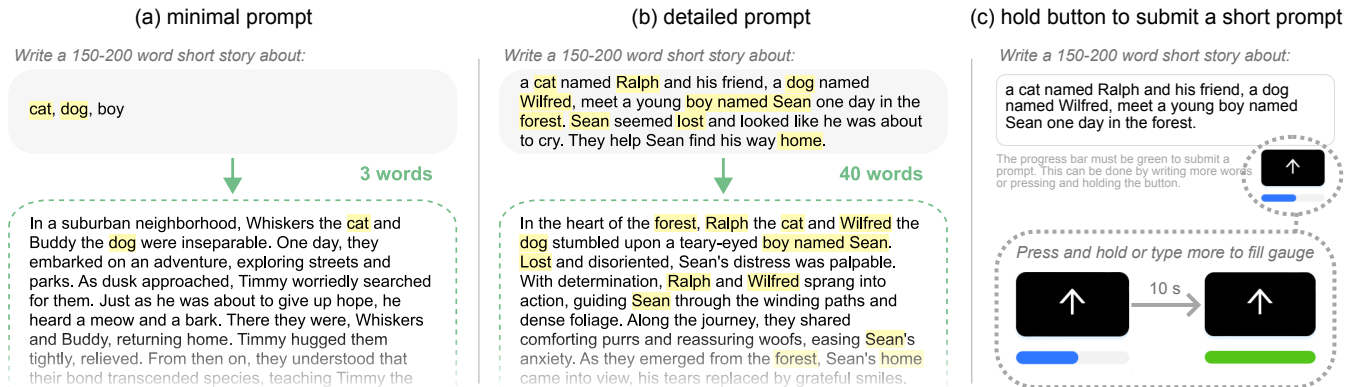 (a) minimal prompt
Write a 150-200 word short story about:
cat, dog, boy
3 words
In a suburban neighborhood, Whiskers the cat and
Buddy the dog were inseparable. One day, they
embarked on an adventure, exploring streets and
parks. As dusk approached, Timmy worriedly searched
for them. Just as he was about to give up hope, he
heard a meow and a bark. There they were, Whiskers
and Buddy, returning home. Timmy hugged them
tightly, relieved. From then on, they understood that
their bond transcended species, teaching Timmy the
(b) detailed prompt
Write a 150-200 word short story about:
a cat named Ralph and his friend, a dog named
Wilfred, meet a young boy named Sean one day in the
forest. Sean seemed lost and looked like he was about
to cry. They help Sean find his way home.
40 words
In the heart of the forest, Ralph the cat and Wilfred the
dog stumbled upon a teary-eyed boy named Sean.
Lost and disoriented, Sean's distress was palpable.
With determination, Ralph and Wilfred sprang into
action, guiding Sean through the winding paths and
dense foliage. Along the journey, they shared
comforting purrs and reassuring woofs, easing Sean's
anxiety. As they emerged from the forest, Sean's home
came into view, his tears replaced by grateful smiles.
(c) hold button to submit a short prompt
Write a 150-200 word short story about:
a cat named Ralph and his friend, a dog
named Wilfred, meet a young boy named
Sean one day in the forest.
The progress bar must be green to submit a
prompt. This can be done by writing more words
or pressing and holding the button.
Press and hold or type more to fill gauge
10 s